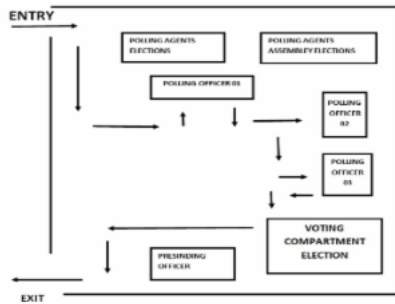 ENTRY
POLLING AGENTS
ELECTIONS
POLLING AGENTS
ASSEMBLY ELECTIONS
POLLING OFFICER 01
POLLING
OFFICER
02
POLLING
OFFICER
03
VOTING
COMPARTMENT
ELECTION
PRESINDING
OFFICER
EXIT